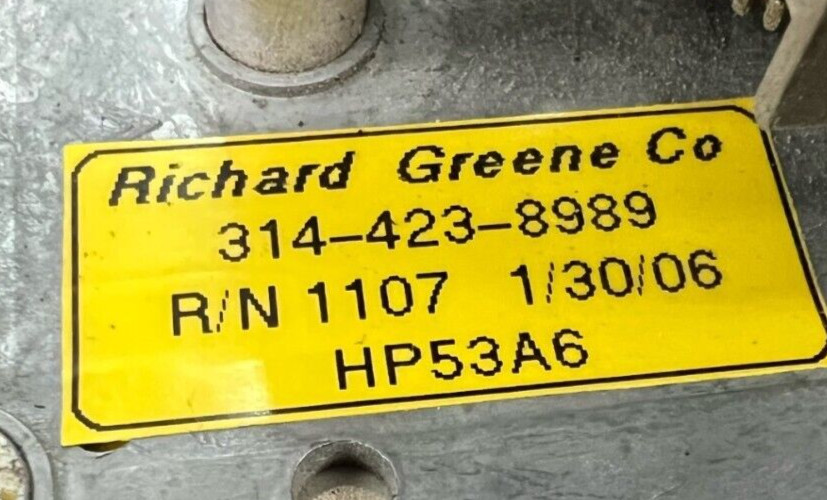 Richard Greene Co
314-423-8989
R/N 1107 1/30/06
HP53A6